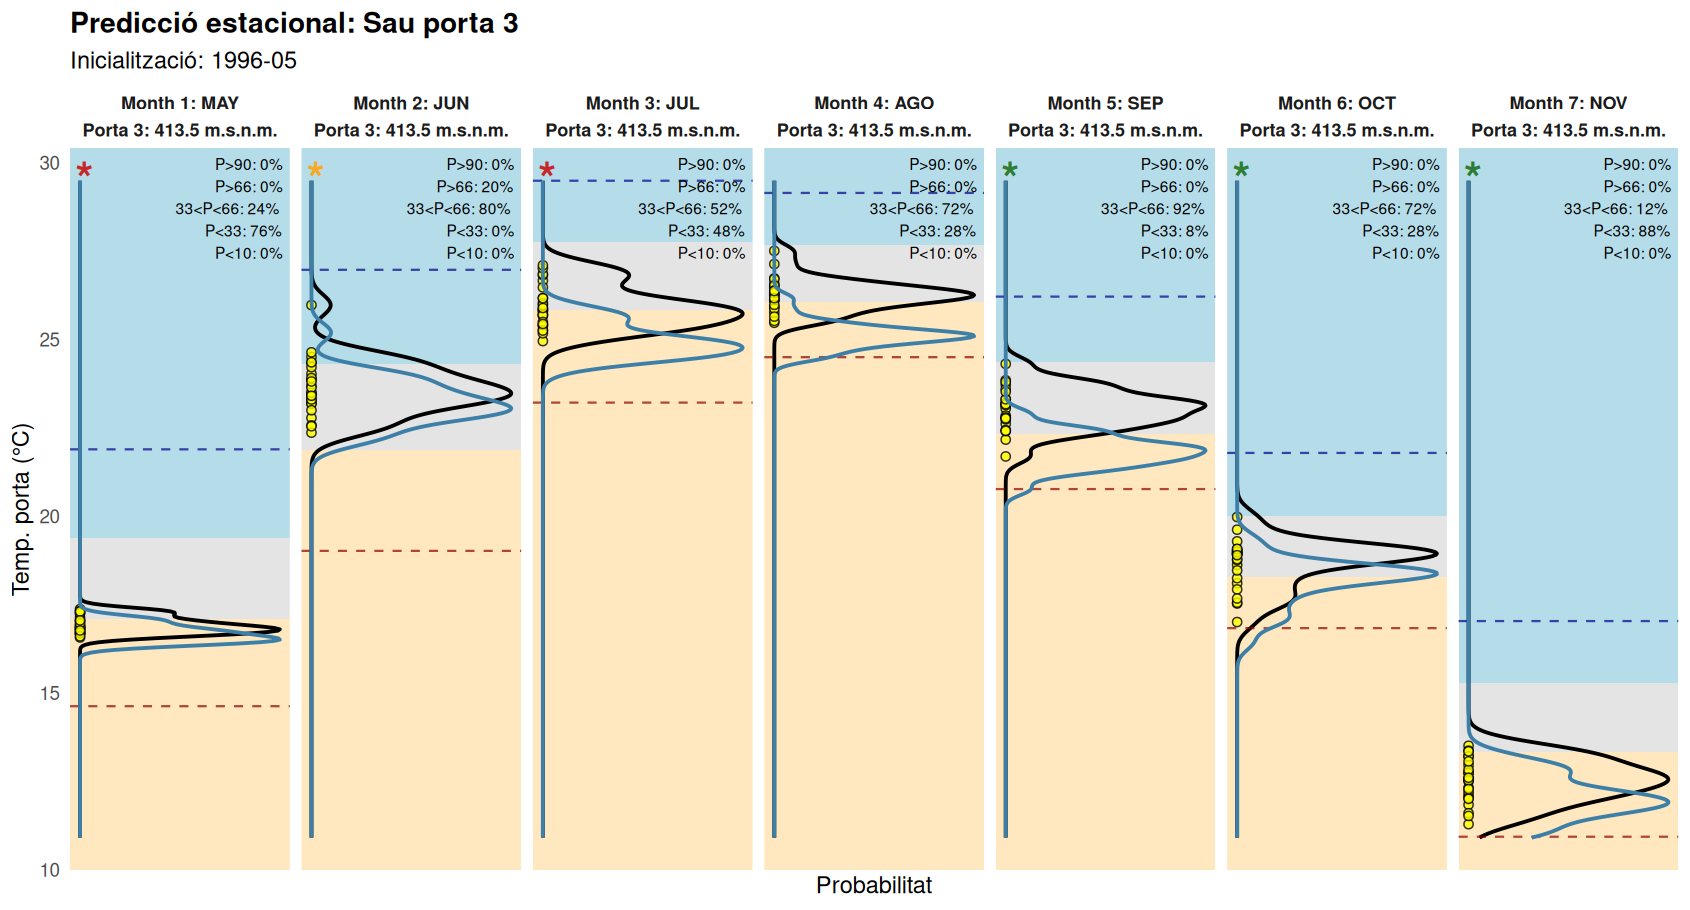 Predicció estacional: Sau porta 3
Inicialització: 1996-05
Month 1: MAY
Porta 3: 413.5 m.s.n.m.
Month 2: JUN
Porta 3: 413.5 m.s.n.m.
Month 3: JUL
Porta 3: 413.5 m.s.n.m.
Month 4: AGO
Porta 3: 413.5 m.s.n.m.
Month 5: SEP
Porta 3: 413.5 m.s.n.m.
Month 6: OCT
Porta 3: 413.5 m.s.n.m.
Month 7: NOV
Porta 3: 413.5 m.s.n.m.
*
P>90: 0%
P>66: 0%
33<P<66: 24%
P<33: 76%
P<10: 0%
*
P>90: 0%
P>66: 20%
33<P<66: 80%
P<33: 0%
P<10: 0%
*
P>90: 0%
P>66: 0%
33<P<66: 52%
P<33: 48%
P<10: 0%
P>90: 0%
P>66: 0%
33<P<66: 72%
P<33: 28%
P<10: 0%
*
P>90: 0%
P>66: 0%
33<P<66: 92%
P<33: 8%
P<10: 0%
*
P>90: 0%
P>66: 0%
33<P<66: 72%
P<33: 28%
P<10: 0%
*
P>90: 0%
P>66: 0%
33<P<66: 12%
P<33: 88%
P<10: 0%
30
25
20
15
10
Temp. porta (°C)
Probabilitat